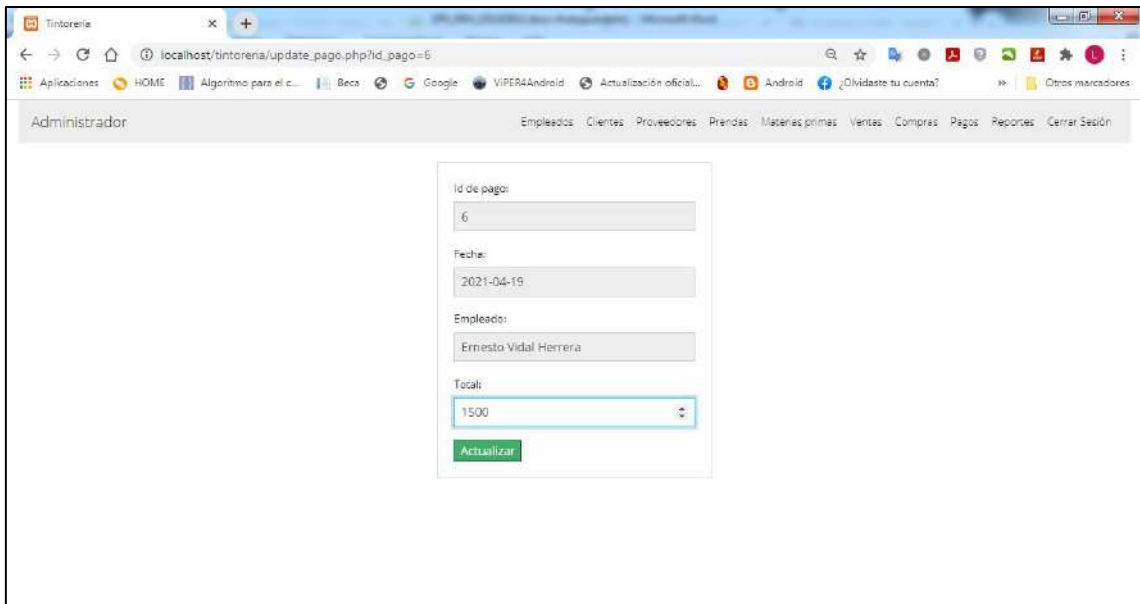 Tintorería
localhost/tintoreria/update_pago.php?id_pago=6
Aplicaciones HOME Algoritmo para el c... Beca Google ViPER4Android Actualización oficial... Android ¿Olvidaste tu cuenta? » Otros marcadores
Administrador Empleados Clientes Proveedores Prendas Materias primas Ventas Compras Pagos Reportes Cerrar Sesión
Id de pago:
6
Fecha:
2021-04-19
Empleado:
Ernesto Vidal Herrera
Total:
1500
Actualizar